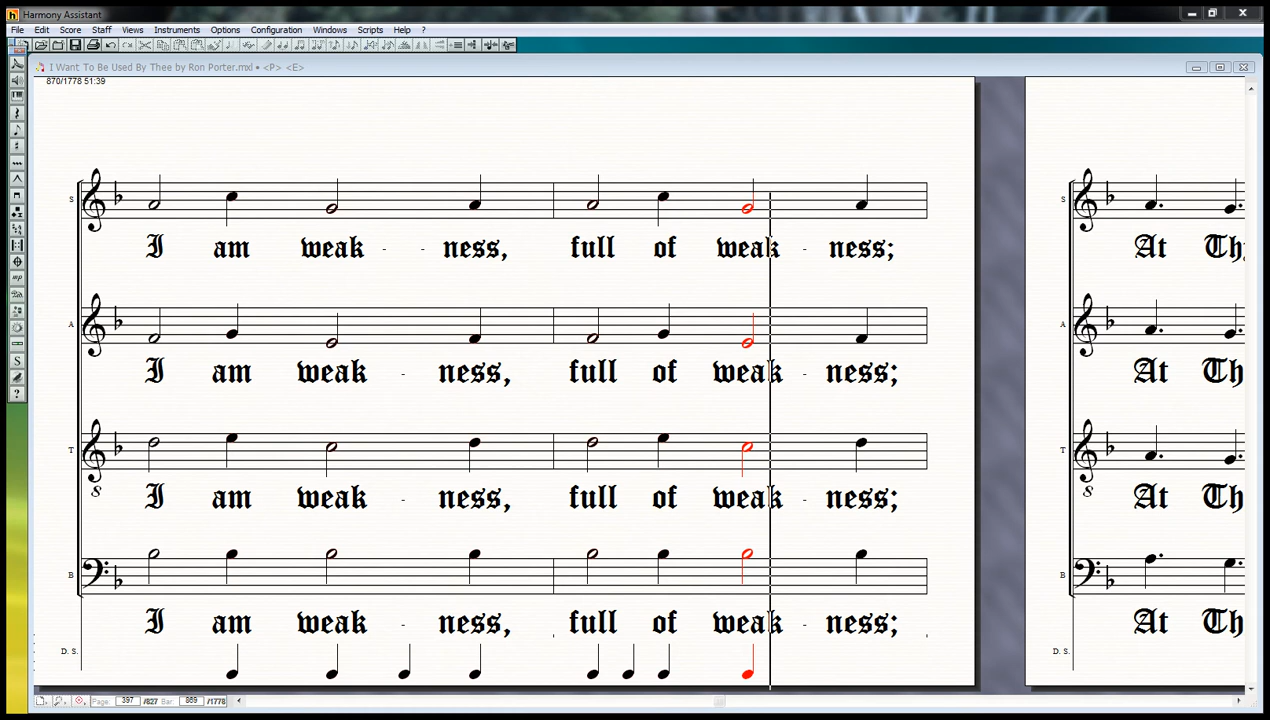 Harmony Assistant
File Edit Score Staff Views Instruments Options Configuration Windows Scripts Help ?
I Want To Be Used By Thee by Ron Porter.mxl • <P> <E>
870/1778 51:39
S
I am weak - - ness, full of weak - ness;
S
At
A
I am weak - ness, full of weak - ness;
A
At
T
8
I am weak - ness, full of weak - ness;
T
8
At
B
I am weak - ness, full of weak - ness;
B
At
D. S.
D. S.
Page: 397 /827 Bar: 869 /1778